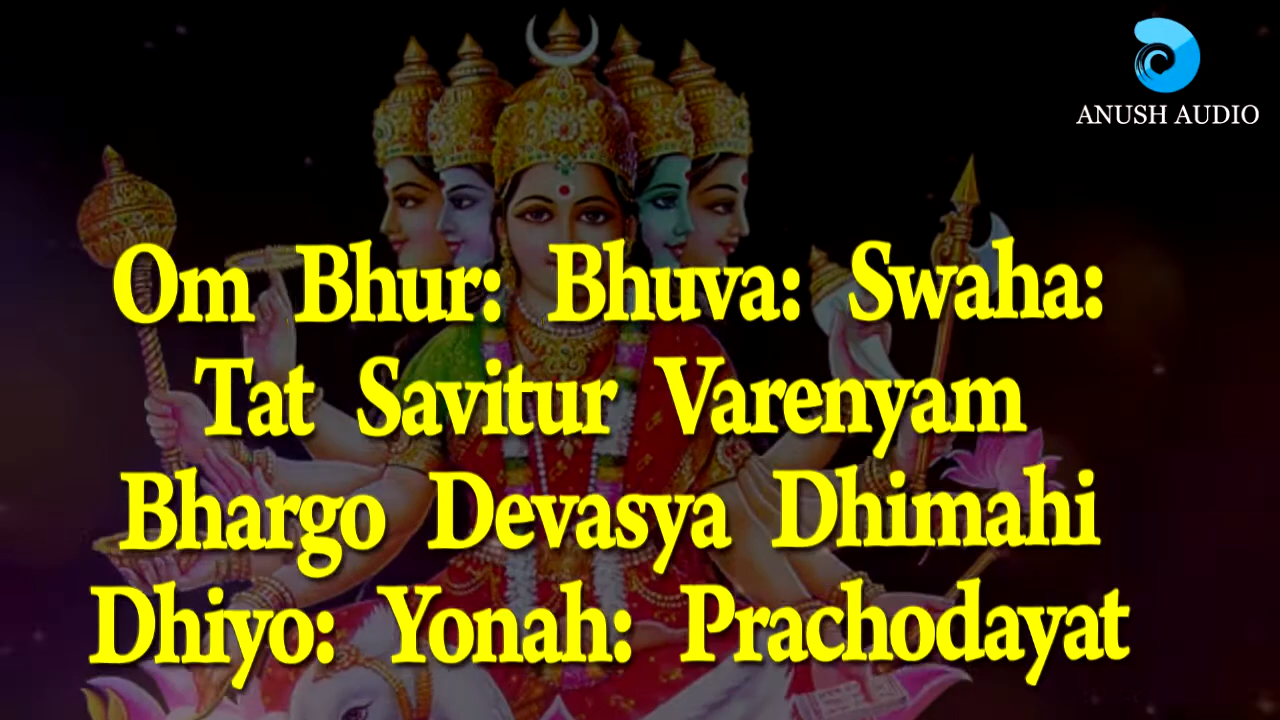 ANUSH AUDIO
Om Bhur: Bhuva: Swaha:
Tat Savitur Varenyam
Bhargo Devasya Dhimahi
Dhiyo: Yonah: Prachodayat